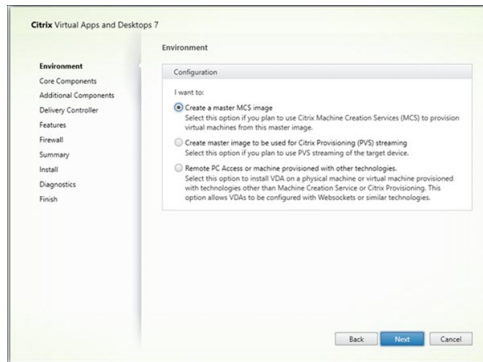 Citrix Virtual Apps and Desktops 7
Environment
Environment
Core Components
Additional Components
Delivery Controller
Features
Firewall
Summary
Install
Diagnostics
Finish
Configuration
I want to:
Create a master MCS image
Select this option if you plan to use Citrix Machine Creation Services (MCS) to provision
virtual machines from this master image.
Create master image to be used for Citrix Provisioning (PVS) streaming
Select this option if you plan to use PVS streaming of the target device.
Remote PC Access or machine provisioned with other technologies.
Select this option to install VDA on a physical machine or virtual machine provisioned
with technologies other than Machine Creation Service or Citrix Provisioning. This
option allows VDAs to be configured with Websockets or similar technologies.
Back
Next
Cancel